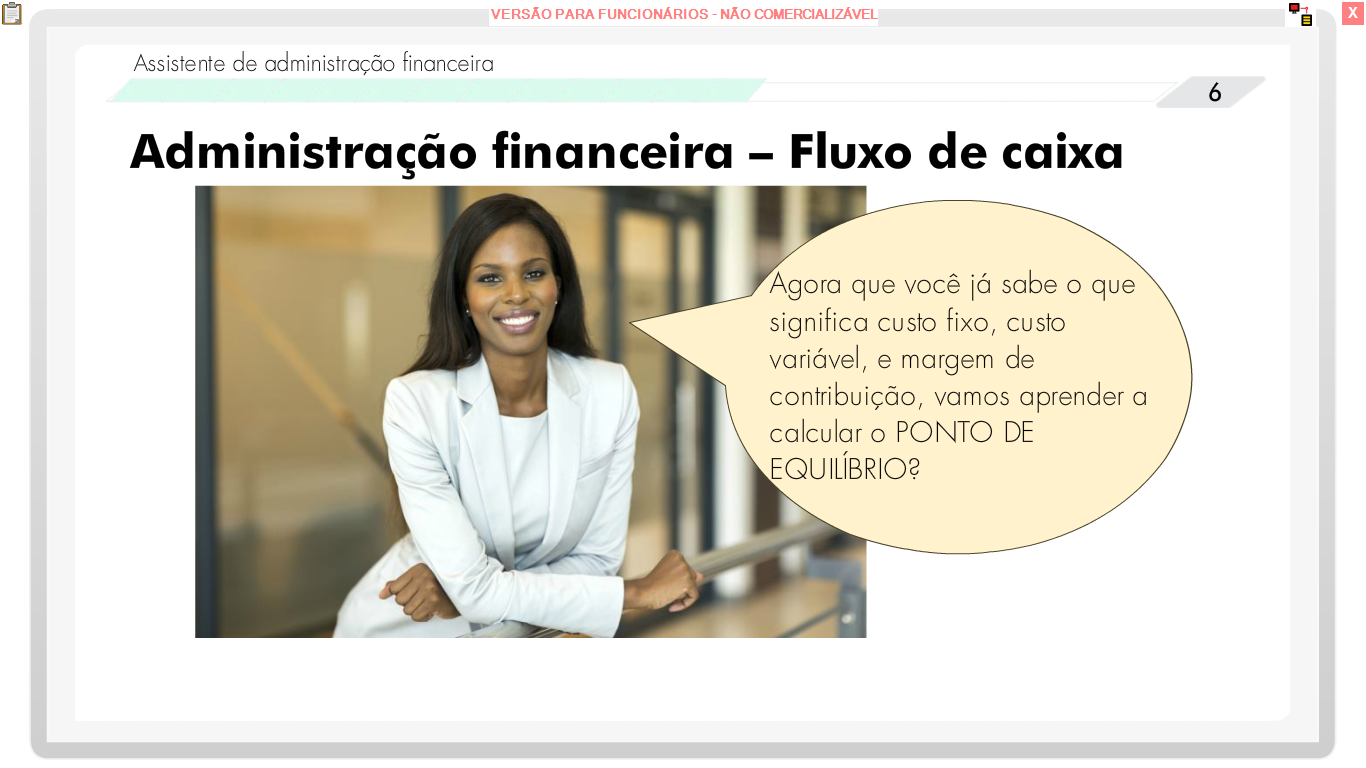 VERSÃO PARA FUNCIONÁRIOS - NÃO COMERCIALIZÁVEL
X
Assistente de administração financeira
6
Administração financeira – Fluxo de caixa
Agora que você já sabe o que
significa custo fixo, custo
variável, e margem de
contribuição, vamos aprender a
calcular o PONTO DE
EQUILÍBRIO?